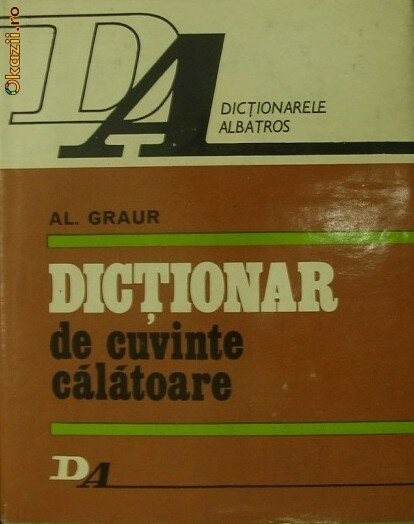 Okazii.ro
DA
DICȚIONARELE
ALBATROS
AL. GRAUR
DICȚIONAR
de cuvinte
călătoare
DA